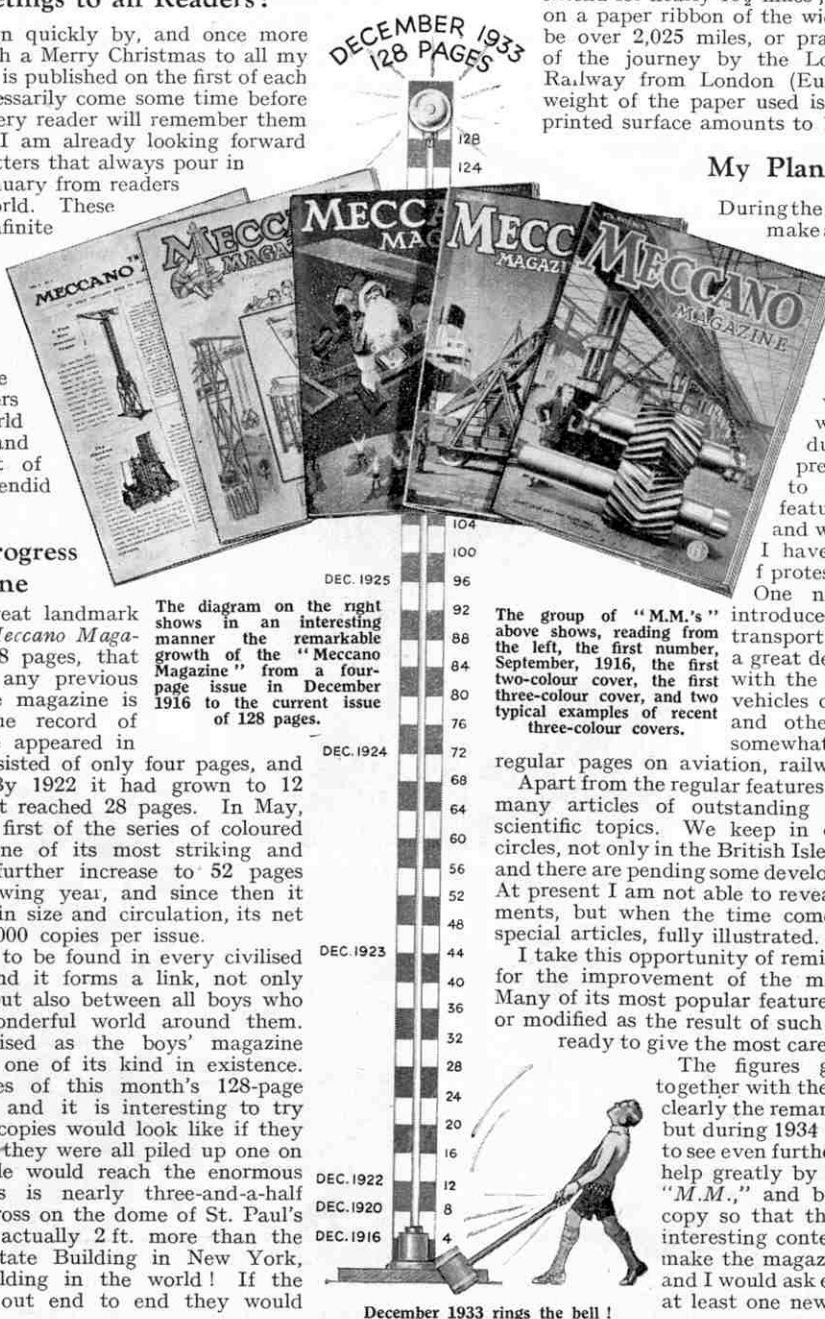 etings to all Readers!
n quickly by, and once more
h a Merry Christmas to all my
is published on the first of each
essarily come some time before
ery reader will remember them
I am already looking forward
tters that always pour in
nuary from readers
orld. These
nfinite
e
ers
rld
and
t of
endid
rogress
ne
reat landmark
Meccano Maga-
8 pages, that
any previous
e magazine is
ne record of
e appeared in
sisted of only four pages, and
By 1922 it had grown to 12
t reached 28 pages. In May,
first of the series of coloured
ne of its most striking and
further increase to 52 pages
wing year, and since then it
in size and circulation, its net
000 copies per issue.
to be found in every civilised
nd it forms a link, not only
out also between all boys who
onderful world around them.
ised as the boys' magazine
one of its kind in existence.
es of this month's 128-page
and it is interesting to try
copies would look like if they
they were all piled up one on
le would reach the enormous
s is nearly three-and-a-half
ross on the dome of St. Paul's
actually 2 ft. more than the
tate Building in New York,
lding in the world! If the
out end to end they would
DECEMBER 1933
128 PAGES
128
124
MECCANO
MECC
MAGA
MECC
MAG
MECC
MAGAZI
MECCANO
MAGAZINE
104
100
DEC. 1925
96
92
88
84
80
76
DEC. 1924
72
68
64
60
56
52
48
DEC. 1923
44
40
36
32
28
24
20
16
DEC. 1922
12
DEC. 1920
8
DEC. 1916
4
The diagram on the right
shows in an interesting
manner the remarkable
growth of the "Meccano
Magazine" from a four-
page issue in December
1916 to the current issue
of 128 pages.
The group of "M.M.'s"
above shows, reading from
the left, the first number,
September, 1916, the first
two-colour cover, the first
three-colour cover, and two
typical examples of recent
three-colour covers.
December 1933 rings the bell!
on a paper ribbon of the wi
be over 2,025 miles, or pra
of the journey by the Lo
Railway from London (Eu
weight of the paper used is
printed surface amounts to
My Plan
During the
make a
w
du
pre
to
featu
and w
I have
f protes
One n
introduce
transport
a great de
with the
vehicles o
and othe
somewhat
regular pages on aviation, railw
Apart from the regular features
many articles of outstanding
scientific topics. We keep in c
circles, not only in the British Isle
and there are pending some develo
At present I am not able to revea
ments, but when the time com
special articles, fully illustrated.
I take this opportunity of remi
for the improvement of the m
Many of its most popular feature
or modified as the result of such
ready to give the most care
The figures g
together with the
clearly the remar
but during 1934
to see even furthe
help greatly by
"M.M.," and b
copy so that th
interesting conte
make the magaz
and I would ask e
at least one new